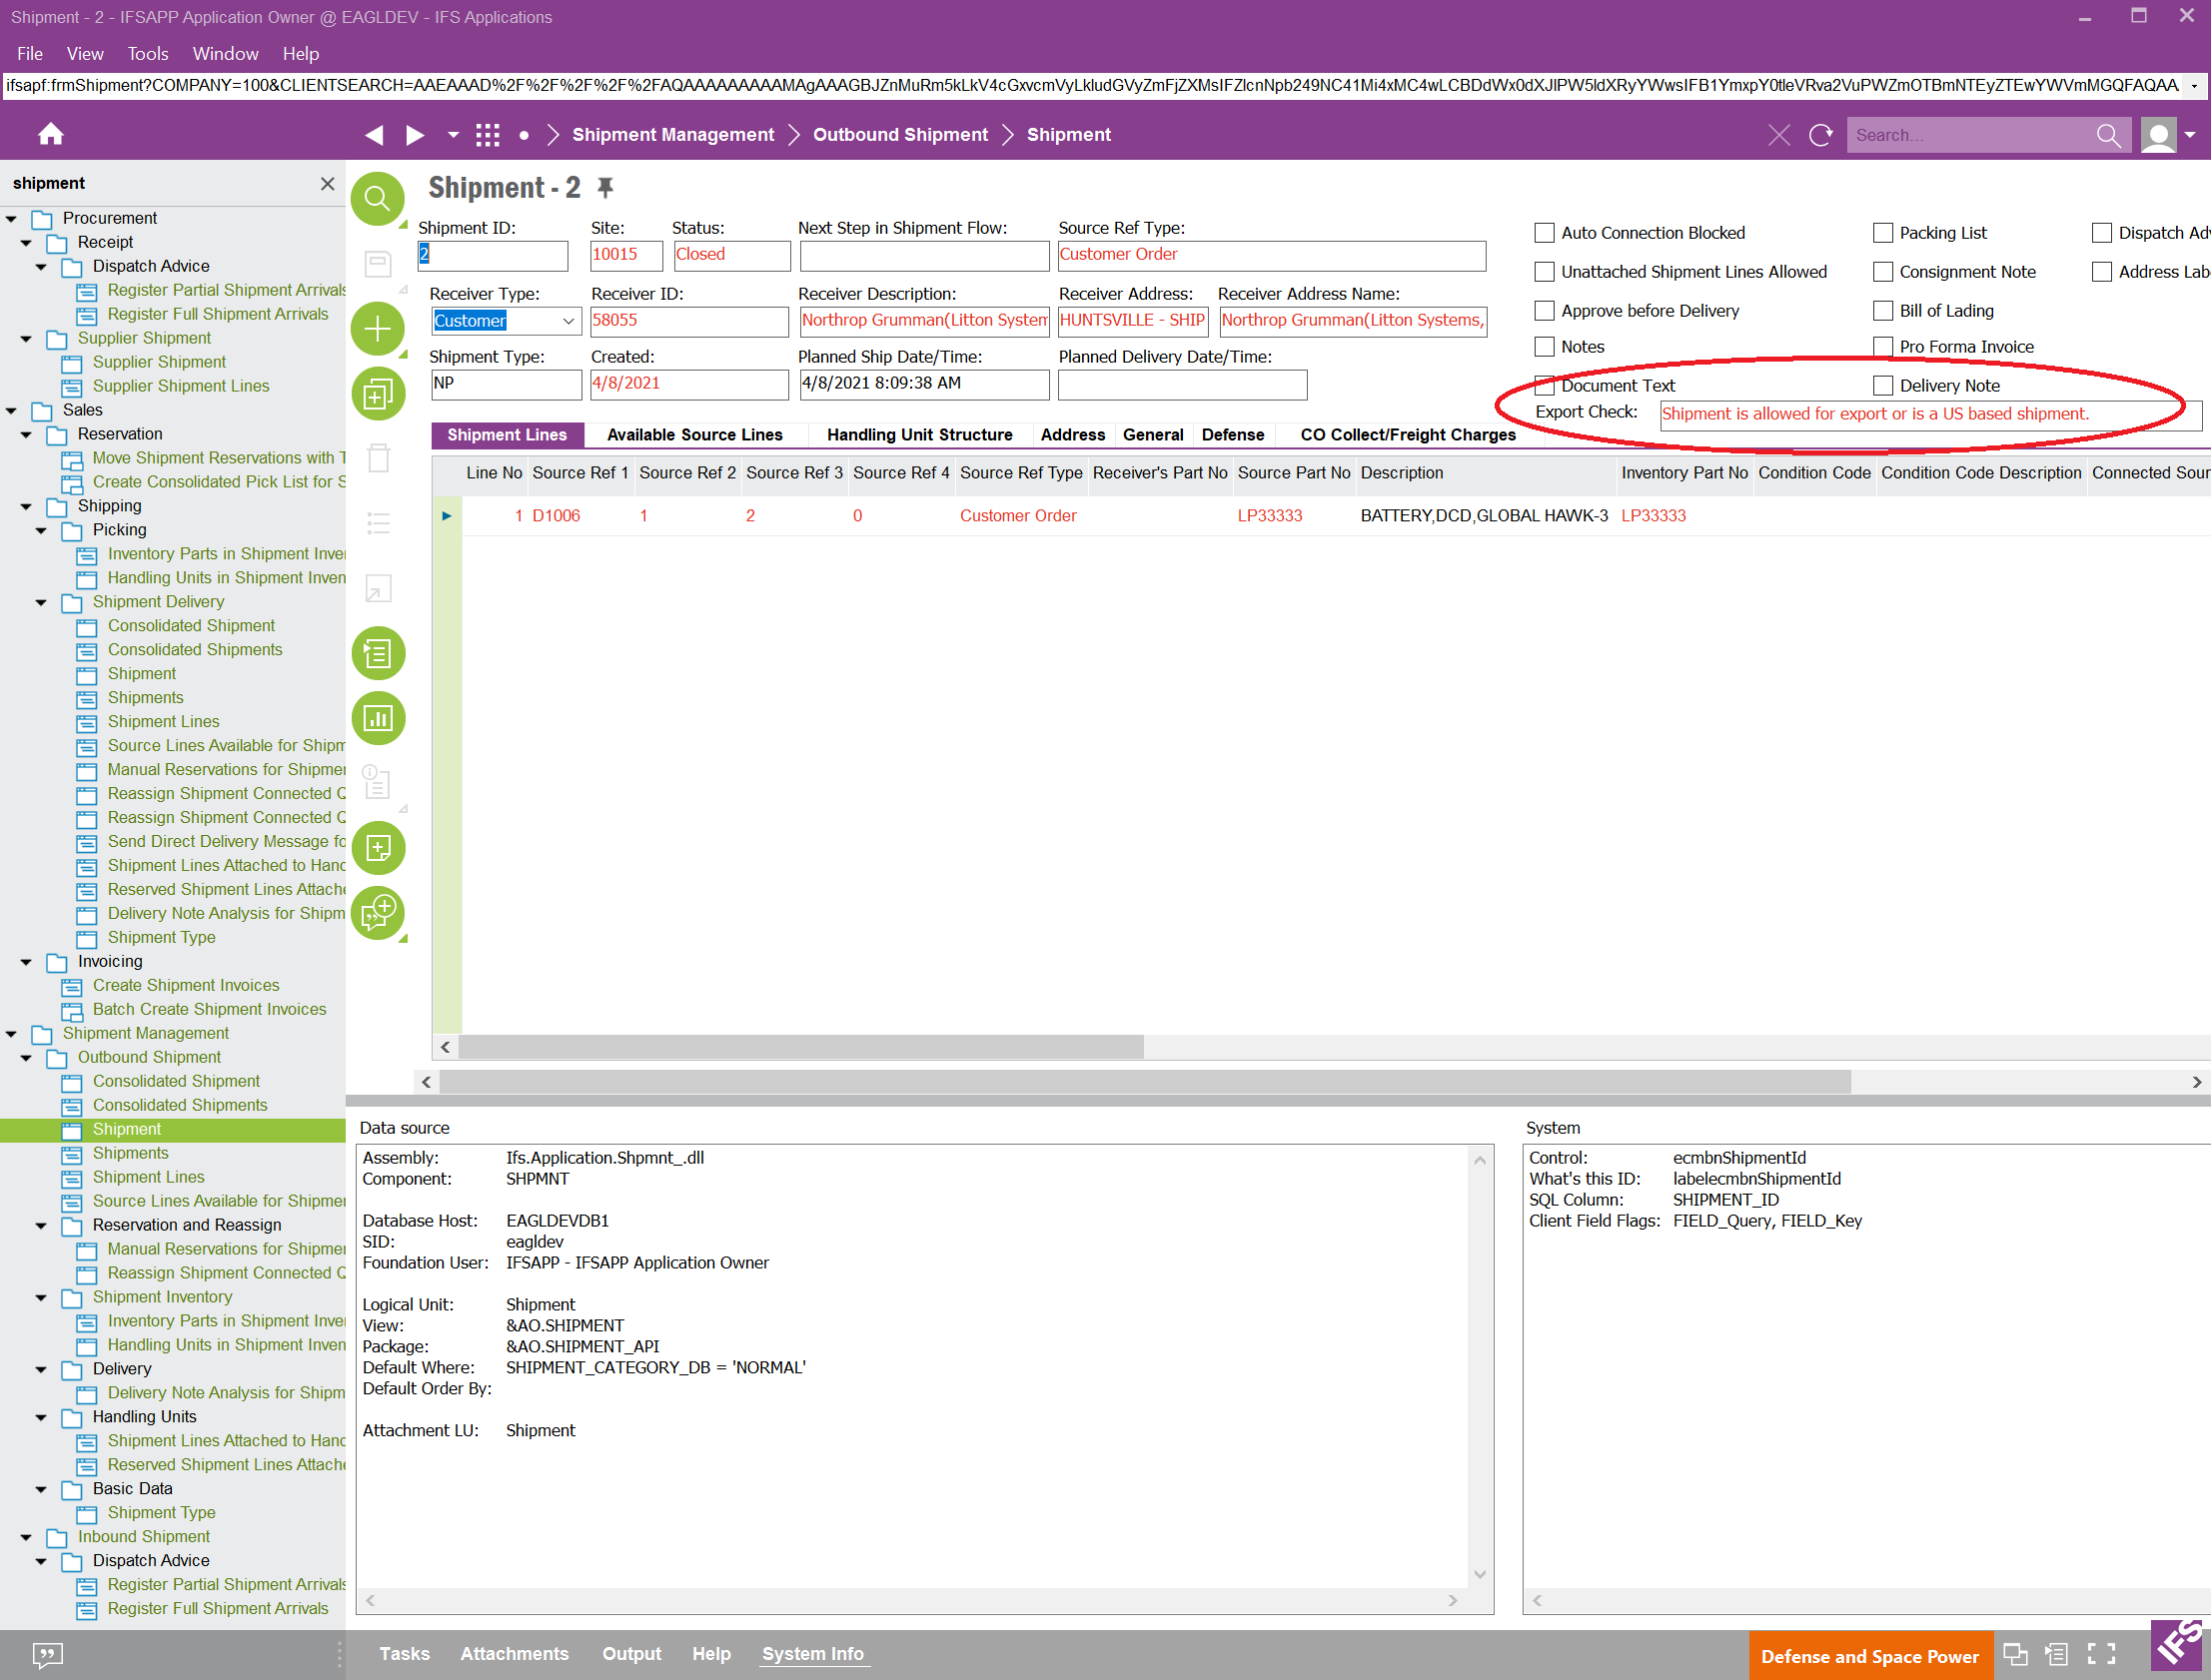 Shipment - 2 - IFSAPP Application Owner @ EAGLDEV - IFS Applications
File View Tools Window Help
Shipment Management Outbound Shipment Shipment Search...
shipment
Procurement
Receipt
Dispatch Advice
Register Partial Shipment Arrivals
Register Full Shipment Arrivals
Supplier Shipment
Supplier Shipment
Supplier Shipment Lines
Sales
Reservation
Move Shipment Reservations with T
Create Consolidated Pick List for S
Shipping
Picking
Inventory Parts in Shipment Inve
Handling Units in Shipment Inven
Shipment Delivery
Consolidated Shipment
Consolidated Shipments
Shipment
Shipments
Shipment Lines
Source Lines Available for Shipm
Manual Reservations for Shipmer
Reassign Shipment Connected Q
Reassign Shipment Connected Q
Send Direct Delivery Message fo
Shipment Lines Attached to Hand
Reserved Shipment Lines Attache
Delivery Note Analysis for Shipm
Shipment Type
Invoicing
Create Shipment Invoices
Batch Create Shipment Invoices
Shipment Management
Outbound Shipment
Consolidated Shipment
Consolidated Shipments
Shipment
Shipments
Shipment Lines
Source Lines Available for Shipmer
Reservation and Reassign
Manual Reservations for Shipmer
Reassign Shipment Connected Q
Shipment Inventory
Inventory Parts in Shipment Inve
Handling Units in Shipment Inven
Delivery
Delivery Note Analysis for Shipm
Handling Units
Shipment Lines Attached to Hand
Reserved Shipment Lines Attache
Basic Data
Shipment Type
Inbound Shipment
Dispatch Advice
Register Partial Shipment Arrivals
Register Full Shipment Arrivals
Shipment - 2
Shipment ID: Site: Status: Next Step in Shipment Flow: Source Ref Type:
2 10015 Closed Customer Order
Receiver Type: Receiver ID: Receiver Description: Receiver Address: Receiver Address Name:
Customer 58055 Northrop Grumman(Litton System HUNTSVILLE - SHIP Northrop Grumman(Litton Systems,
Shipment Type: Created: Planned Ship Date/Time: Planned Delivery Date/Time:
NP 4/8/2021 4/8/2021 8:09:38 AM
Auto Connection Blocked Packing List Dispatch Adv
Unattached Shipment Lines Allowed Consignment Note Address Labe
Approve before Delivery Bill of Lading
Notes Pro Forma Invoice
Document Text Delivery Note
Export Check: Shipment is allowed for export or is a US based shipment.
Shipment Lines Available Source Lines Handling Unit Structure Address General Defense CO Collect/Freight Charges
Line No Source Ref 1 Source Ref 2 Source Ref 3 Source Ref 4 Source Ref Type Receiver's Part No Source Part No Description Inventory Part No Condition Code Condition Code Description Connected Sour
1 D1006 1 2 0 Customer Order LP33333 BATTERY,DCD,GLOBAL HAWK-3 LP33333
Data source
Assembly: Ifs.Application.Shpmnt_.dll
Component: SHPMNT
Database Host: EAGLDEVDB1
SID: eagldev
Foundation User: IFSAPP - IFSAPP Application Owner
Logical Unit: Shipment
View: &AO.SHIPMENT
Package: &AO.SHIPMENT_API
Default Where: SHIPMENT_CATEGORY_DB = 'NORMAL'
Default Order By:
Attachment LU: Shipment
System
Control: ecmbnShipmentId
What's this ID: labelecmbnShipmentId
SQL Column: SHIPMENT_ID
Client Field Flags: FIELD_Query, FIELD_Key
Tasks Attachments Output Help System Info
Defense and Space Power
IFS